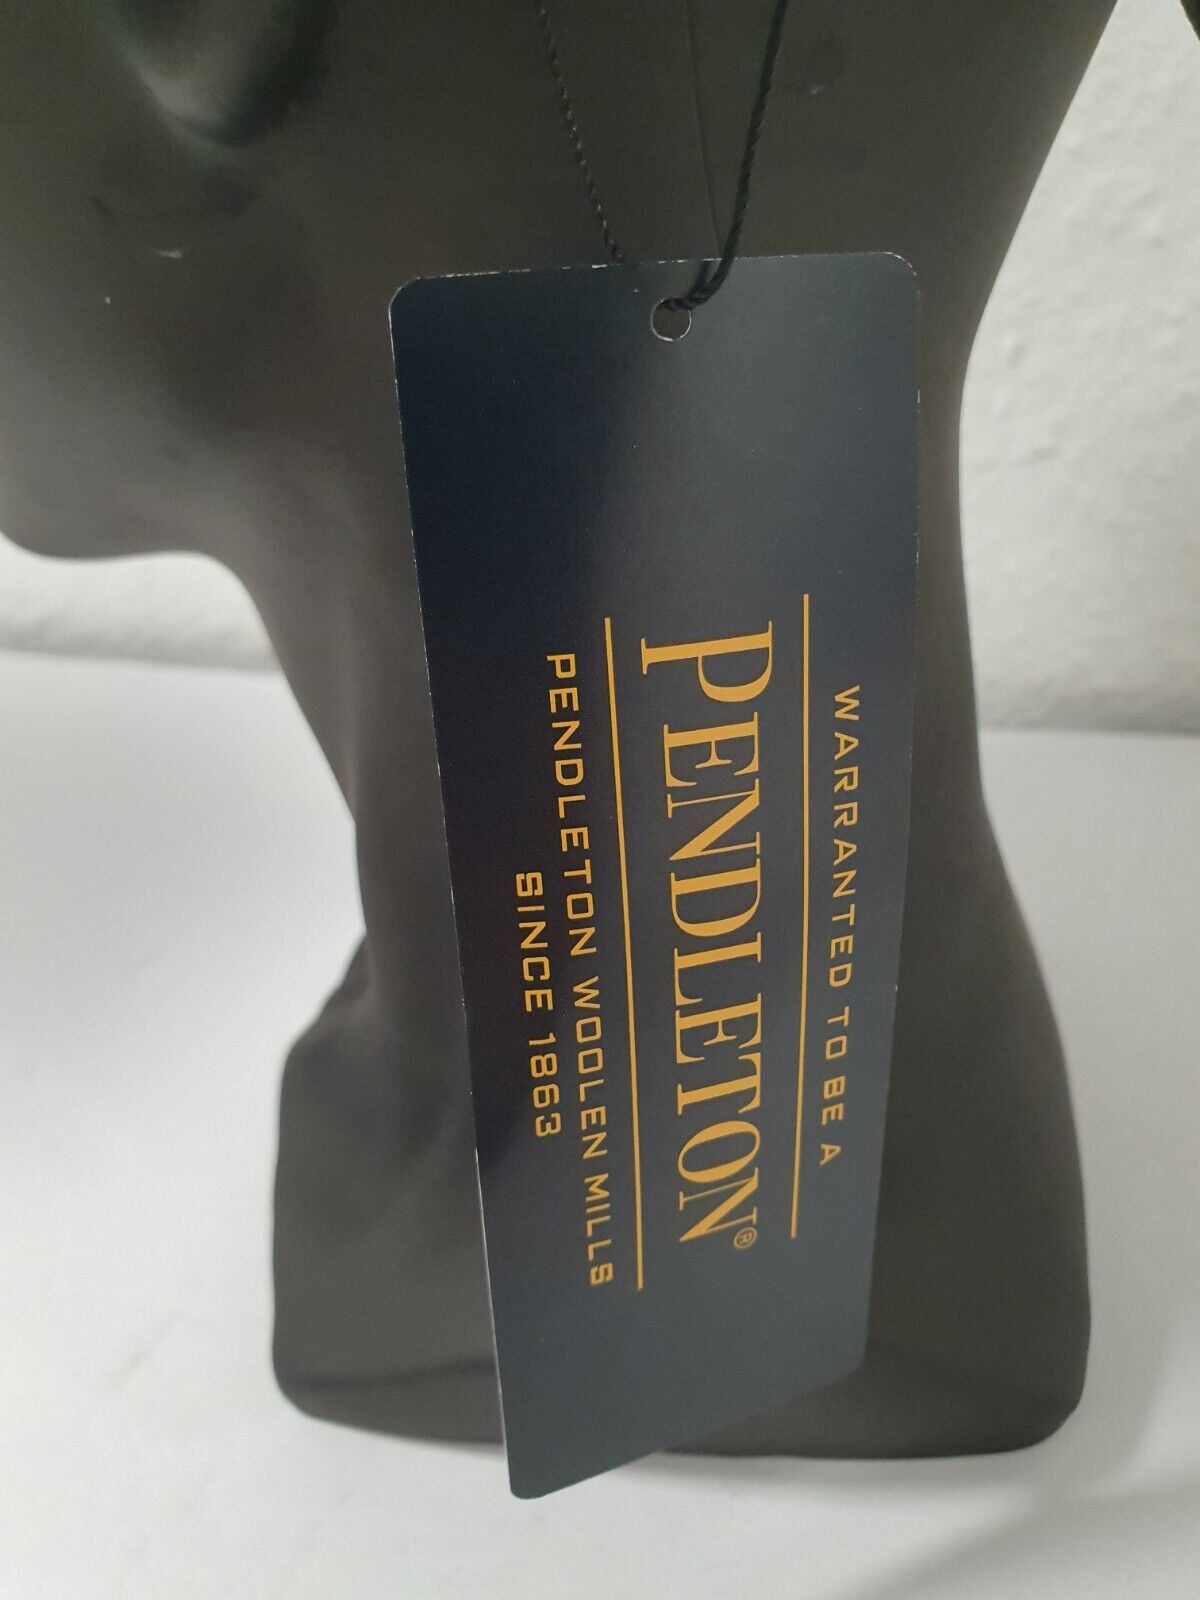 WARRANTED TO BE A
PENDLETON®
PENDLETON WOOLEN MILLS
SINCE 1863